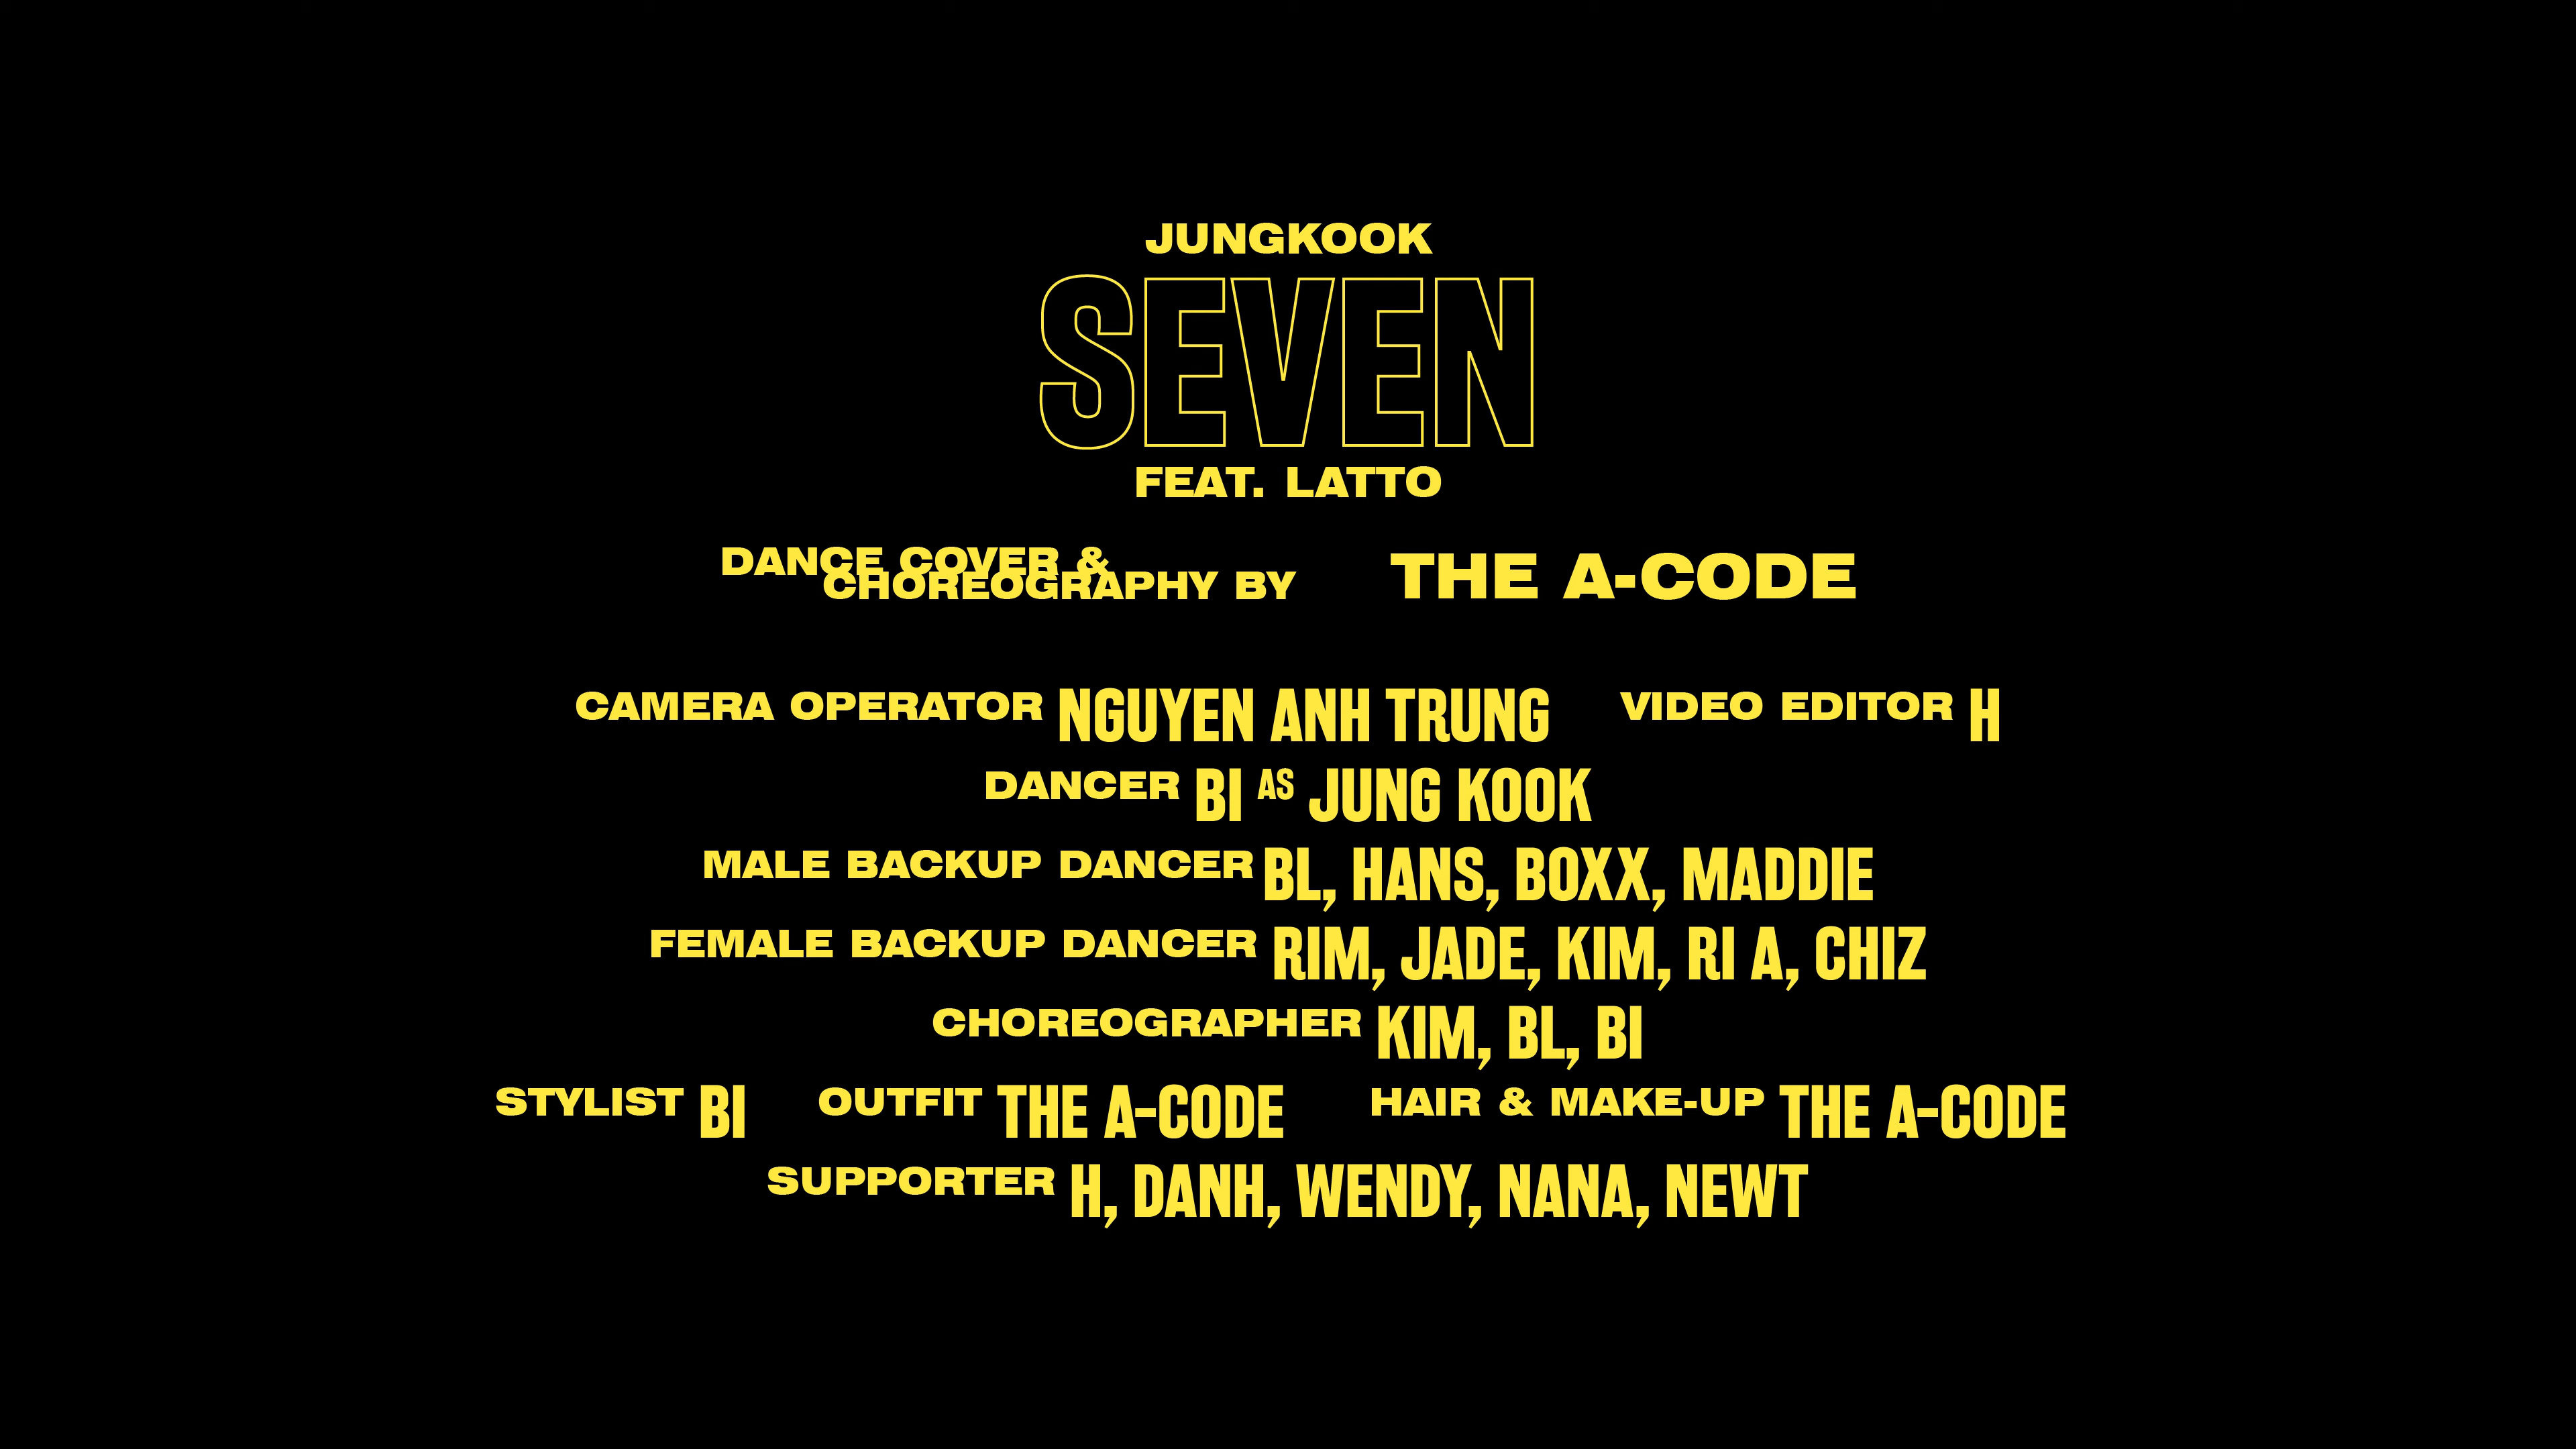 JUNGKOOK
SEVEN
FEAT. LATTO
DANCE COVER &
CHOREOGRAPHY BY THE A-CODE
CAMERA OPERATOR NGUYEN ANH TRUNG VIDEO EDITOR H
DANCER BI AS JUNG KOOK
MALE BACKUP DANCER BL, HANS, BOXX, MADDIE
FEMALE BACKUP DANCER RIM, JADE, KIM, RI A, CHIZ
CHOREOGRAPHER KIM, BL, BI
STYLIST BI OUTFIT THE A-CODE HAIR & MAKE-UP THE A-CODE
SUPPORTER H, DANH, WENDY, NANA, NEWT